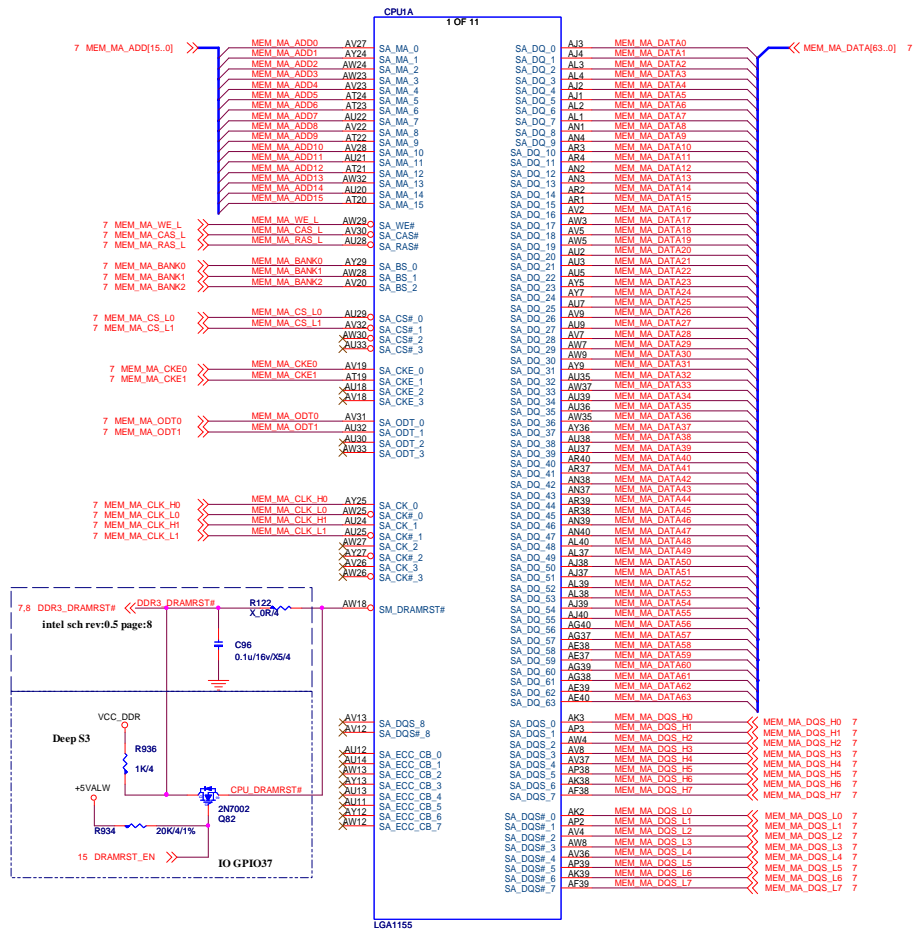 CPU1A
1 OF 11
7 MEM_MA_ADD[15..0]
MEM_MA_ADD0 AV27 SA_MA_0
MEM_MA_ADD1 AY24 SA_MA_1
MEM_MA_ADD2 AW24 SA_MA_2
MEM_MA_ADD3 AW23 SA_MA_3
MEM_MA_ADD4 AV23 SA_MA_4
MEM_MA_ADD5 AT24 SA_MA_5
MEM_MA_ADD6 AT23 SA_MA_6
MEM_MA_ADD7 AU22 SA_MA_7
MEM_MA_ADD8 AV22 SA_MA_8
MEM_MA_ADD9 AT22 SA_MA_9
MEM_MA_ADD10 AV28 SA_MA_10
MEM_MA_ADD11 AU21 SA_MA_11
MEM_MA_ADD12 AT21 SA_MA_12
MEM_MA_ADD13 AW32 SA_MA_13
MEM_MA_ADD14 AU20 SA_MA_14
MEM_MA_ADD15 AT20 SA_MA_15
7 MEM_MA_WE_L MEM_MA_WE_L AW29 SA_WE#
7 MEM_MA_CAS_L MEM_MA_CAS_L AV30 SA_CAS#
7 MEM_MA_RAS_L MEM_MA_RAS_L AU28 SA_RAS#
7 MEM_MA_BANK0 MEM_MA_BANK0 AY29 SA_BS_0
7 MEM_MA_BANK1 MEM_MA_BANK1 AW28 SA_BS_1
7 MEM_MA_BANK2 MEM_MA_BANK2 AV20 SA_BS_2
7 MEM_MA_CS_L0 MEM_MA_CS_L0 AU29 SA_CS#_0
7 MEM_MA_CS_L1 MEM_MA_CS_L1 AV32 SA_CS#_1
AW30 SA_CS#_2
AU33 SA_CS#_3
7 MEM_MA_CKE0 MEM_MA_CKE0 AV19 SA_CKE_0
7 MEM_MA_CKE1 MEM_MA_CKE1 AT19 SA_CKE_1
AU18 SA_CKE_2
AV18 SA_CKE_3
7 MEM_MA_ODT0 MEM_MA_ODT0 AV31 SA_ODT_0
7 MEM_MA_ODT1 MEM_MA_ODT1 AU32 SA_ODT_1
AU30 SA_ODT_2
AW33 SA_ODT_3
7 MEM_MA_CLK_H0 MEM_MA_CLK_H0 AY25 SA_CK_0
7 MEM_MA_CLK_L0 MEM_MA_CLK_L0 AW25 SA_CK#_0
7 MEM_MA_CLK_H1 MEM_MA_CLK_H1 AU24 SA_CK_1
7 MEM_MA_CLK_L1 MEM_MA_CLK_L1 AU25 SA_CK#_1
AW27 SA_CK_2
AY27 SA_CK#_2
AV26 SA_CK_3
AW26 SA_CK#_3
7,8 DDR3_DRAMRST# DDR3_DRAMRST# R122 AW18 SM_DRAMRST#
X_0R/4
intel sch rev:0.5 page:8
C96
0.1u/16v/X5/4
VCC_DDR
Deep S3
R936
1K/4
+5VALW
CPU_DRAMRST#
2N7002
Q82
R934 20K/4/1%
15 DRAMRST_EN
IO GPIO37
AV13 SA_DQS_8
AV12 SA_DQS#_8
AU12 SA_ECC_CB_0
AU14 SA_ECC_CB_1
AW13 SA_ECC_CB_2
AY13 SA_ECC_CB_3
AU13 SA_ECC_CB_4
AU11 SA_ECC_CB_5
AY12 SA_ECC_CB_6
AW12 SA_ECC_CB_7
MEM_MA_DATA[63..0] 7
SA_DQ_0 AJ3 MEM_MA_DATA0
SA_DQ_1 AJ4 MEM_MA_DATA1
SA_DQ_2 AL3 MEM_MA_DATA2
SA_DQ_3 AL4 MEM_MA_DATA3
SA_DQ_4 AJ2 MEM_MA_DATA4
SA_DQ_5 AJ1 MEM_MA_DATA5
SA_DQ_6 AL2 MEM_MA_DATA6
SA_DQ_7 AL1 MEM_MA_DATA7
SA_DQ_8 AN1 MEM_MA_DATA8
SA_DQ_9 AN4 MEM_MA_DATA9
SA_DQ_10 AR3 MEM_MA_DATA10
SA_DQ_11 AR4 MEM_MA_DATA11
SA_DQ_12 AN2 MEM_MA_DATA12
SA_DQ_13 AN3 MEM_MA_DATA13
SA_DQ_14 AR2 MEM_MA_DATA14
SA_DQ_15 AR1 MEM_MA_DATA15
SA_DQ_16 AV2 MEM_MA_DATA16
SA_DQ_17 AW3 MEM_MA_DATA17
SA_DQ_18 AV5 MEM_MA_DATA18
SA_DQ_19 AW5 MEM_MA_DATA19
SA_DQ_20 AU2 MEM_MA_DATA20
SA_DQ_21 AU3 MEM_MA_DATA21
SA_DQ_22 AU5 MEM_MA_DATA22
SA_DQ_23 AY5 MEM_MA_DATA23
SA_DQ_24 AY7 MEM_MA_DATA24
SA_DQ_25 AU7 MEM_MA_DATA25
SA_DQ_26 AV9 MEM_MA_DATA26
SA_DQ_27 AU9 MEM_MA_DATA27
SA_DQ_28 AV7 MEM_MA_DATA28
SA_DQ_29 AW7 MEM_MA_DATA29
SA_DQ_30 AW9 MEM_MA_DATA30
SA_DQ_31 AY9 MEM_MA_DATA31
SA_DQ_32 AU35 MEM_MA_DATA32
SA_DQ_33 AW37 MEM_MA_DATA33
SA_DQ_34 AU39 MEM_MA_DATA34
SA_DQ_35 AU36 MEM_MA_DATA35
SA_DQ_36 AW35 MEM_MA_DATA36
SA_DQ_37 AY36 MEM_MA_DATA37
SA_DQ_38 AU38 MEM_MA_DATA38
SA_DQ_39 AU37 MEM_MA_DATA39
SA_DQ_40 AR40 MEM_MA_DATA40
SA_DQ_41 AR37 MEM_MA_DATA41
SA_DQ_42 AN38 MEM_MA_DATA42
SA_DQ_43 AN37 MEM_MA_DATA43
SA_DQ_44 AR39 MEM_MA_DATA44
SA_DQ_45 AR38 MEM_MA_DATA45
SA_DQ_46 AN39 MEM_MA_DATA46
SA_DQ_47 AN40 MEM_MA_DATA47
SA_DQ_48 AL40 MEM_MA_DATA48
SA_DQ_49 AL37 MEM_MA_DATA49
SA_DQ_50 AJ38 MEM_MA_DATA50
SA_DQ_51 AJ37 MEM_MA_DATA51
SA_DQ_52 AL39 MEM_MA_DATA52
SA_DQ_53 AL38 MEM_MA_DATA53
SA_DQ_54 AJ39 MEM_MA_DATA54
SA_DQ_55 AJ40 MEM_MA_DATA55
SA_DQ_56 AG40 MEM_MA_DATA56
SA_DQ_57 AG37 MEM_MA_DATA57
SA_DQ_58 AE38 MEM_MA_DATA58
SA_DQ_59 AE37 MEM_MA_DATA59
SA_DQ_60 AG39 MEM_MA_DATA60
SA_DQ_61 AG38 MEM_MA_DATA61
SA_DQ_62 AE39 MEM_MA_DATA62
SA_DQ_63 AE40 MEM_MA_DATA63
SA_DQS_0 AK3 MEM_MA_DQS_H0 MEM_MA_DQS_H0 7
SA_DQS_1 AP3 MEM_MA_DQS_H1 MEM_MA_DQS_H1 7
SA_DQS_2 AW4 MEM_MA_DQS_H2 MEM_MA_DQS_H2 7
SA_DQS_3 AV8 MEM_MA_DQS_H3 MEM_MA_DQS_H3 7
SA_DQS_4 AV37 MEM_MA_DQS_H4 MEM_MA_DQS_H4 7
SA_DQS_5 AP38 MEM_MA_DQS_H5 MEM_MA_DQS_H5 7
SA_DQS_6 AK38 MEM_MA_DQS_H6 MEM_MA_DQS_H6 7
SA_DQS_7 AF38 MEM_MA_DQS_H7 MEM_MA_DQS_H7 7
SA_DQS#_0 AK2 MEM_MA_DQS_L0 MEM_MA_DQS_L0 7
SA_DQS#_1 AP2 MEM_MA_DQS_L1 MEM_MA_DQS_L1 7
SA_DQS#_2 AV4 MEM_MA_DQS_L2 MEM_MA_DQS_L2 7
SA_DQS#_3 AW8 MEM_MA_DQS_L3 MEM_MA_DQS_L3 7
SA_DQS#_4 AV36 MEM_MA_DQS_L4 MEM_MA_DQS_L4 7
SA_DQS#_5 AP39 MEM_MA_DQS_L5 MEM_MA_DQS_L5 7
SA_DQS#_6 AK39 MEM_MA_DQS_L6 MEM_MA_DQS_L6 7
SA_DQS#_7 AF39 MEM_MA_DQS_L7 MEM_MA_DQS_L7 7
LGA1155